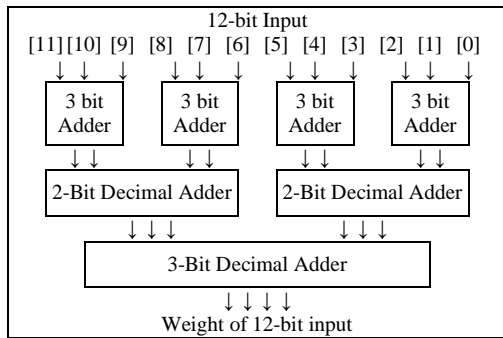 12-bit Input
[11] [10] [9] [8] [7] [6] [5] [4] [3] [2] [1] [0]
3 bit Adder 3 bit Adder 3 bit Adder 3 bit Adder
2-Bit Decimal Adder 2-Bit Decimal Adder
3-Bit Decimal Adder
Weight of 12-bit input